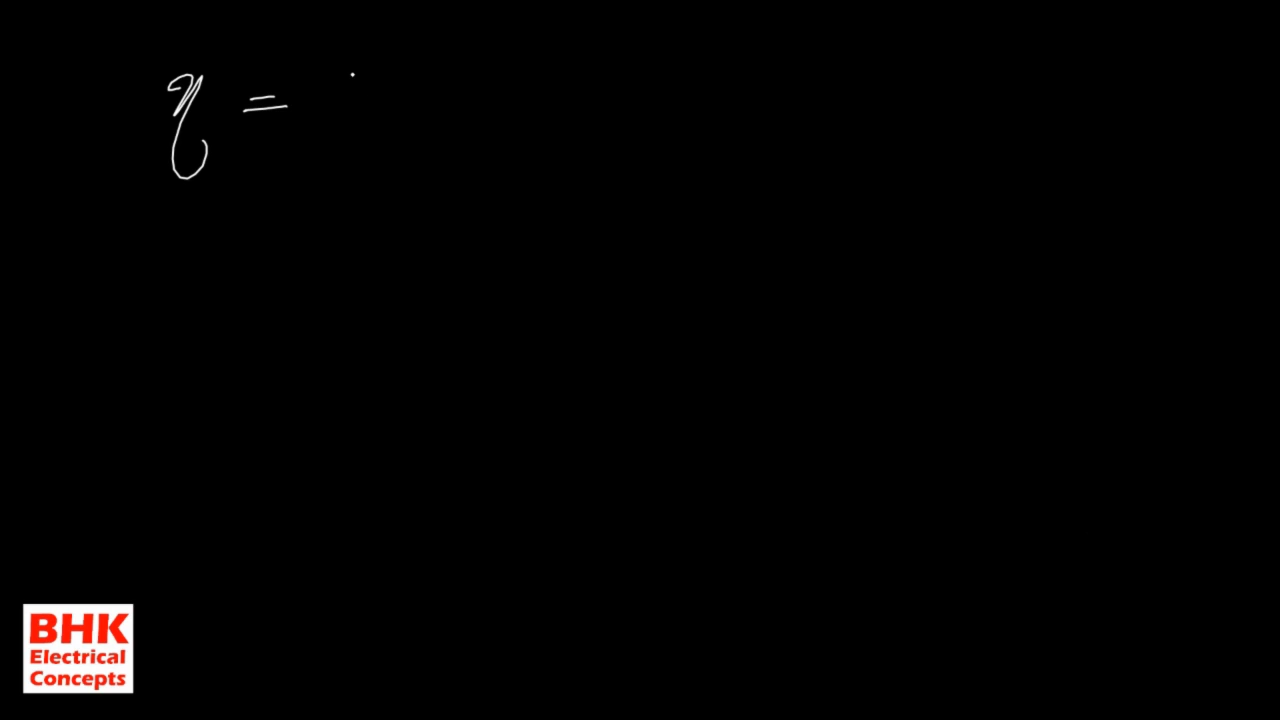 η =
BHK
Electrical
Concepts